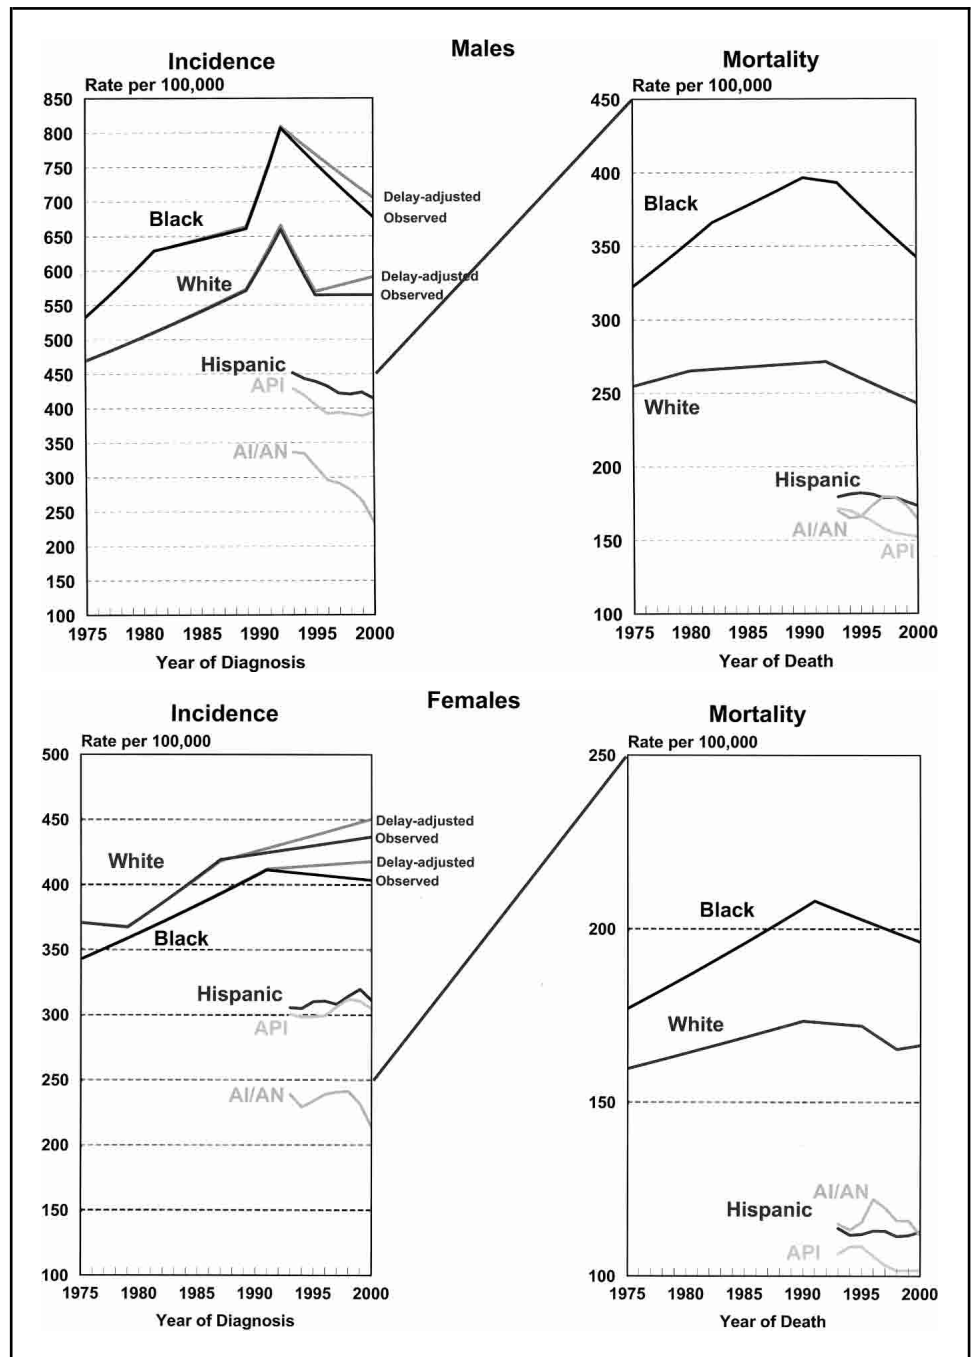 Males
Incidence
Rate per 100,000
850
800
750
700
650
600
550
500
450
400
350
300
250
200
150
100
Black
White
Hispanic
API
AI/AN
Delay-adjusted
Observed
Delay-adjusted
Observed
1975 1980 1985 1990 1995 2000
Year of Diagnosis
Mortality
Rate per 100,000
450
400
350
300
250
200
150
100
Black
White
Hispanic
AI/AN
API
1975 1980 1985 1990 1995 2000
Year of Death
Females
Incidence
Rate per 100,000
500
450
400
350
300
250
200
150
100
White
Black
Hispanic
API
AI/AN
Delay-adjusted
Observed
Delay-adjusted
Observed
1975 1980 1985 1990 1995 2000
Year of Diagnosis
Mortality
Rate per 100,000
250
200
150
100
Black
White
AI/AN
Hispanic
API
1975 1980 1985 1990 1995 2000
Year of Death